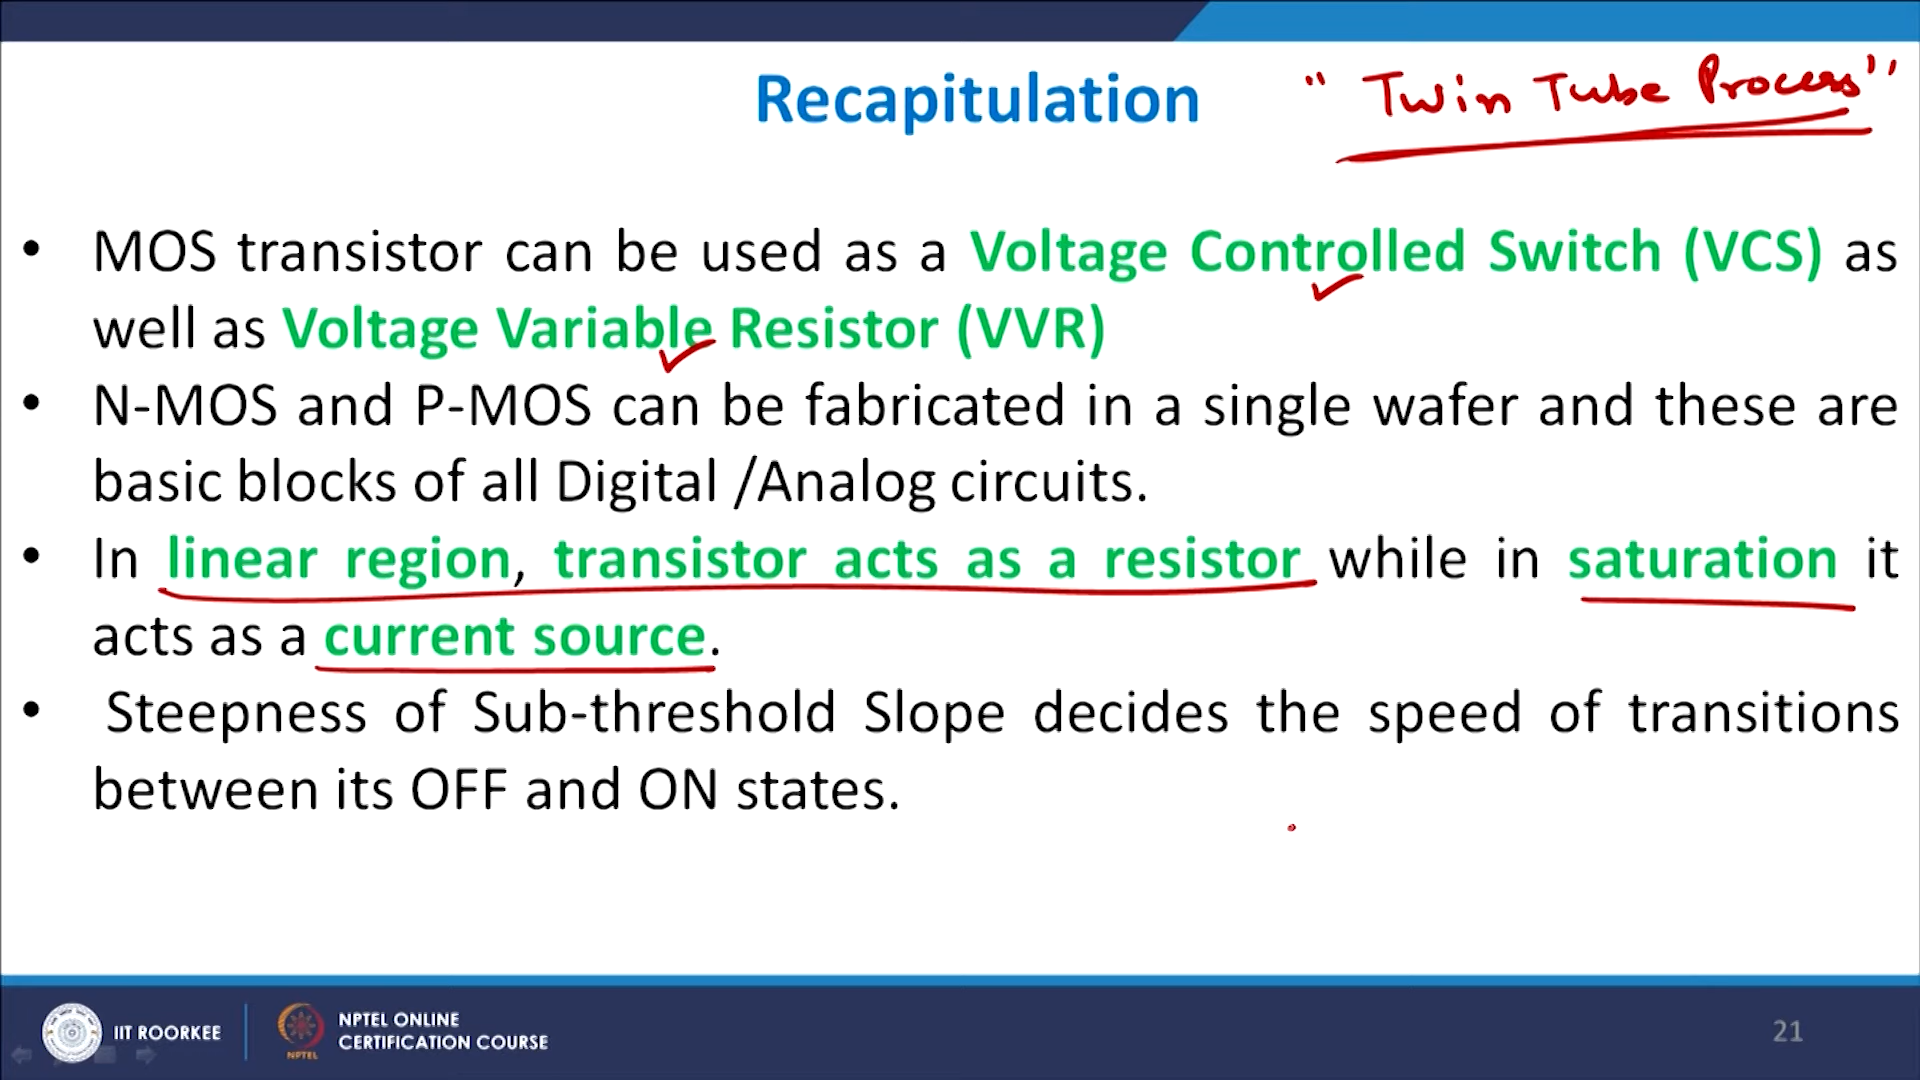 Recapitulation
" Twin Tube Process"
• MOS transistor can be used as a Voltage Controlled Switch (VCS) as
well as Voltage Variable Resistor (VVR)
• N-MOS and P-MOS can be fabricated in a single wafer and these are
basic blocks of all Digital /Analog circuits.
• In linear region, transistor acts as a resistor while in saturation it
acts as a current source.
• Steepness of Sub-threshold Slope decides the speed of transitions
between its OFF and ON states.
IIT ROORKEE
NPTEL
NPTEL ONLINE
CERTIFICATION COURSE
21